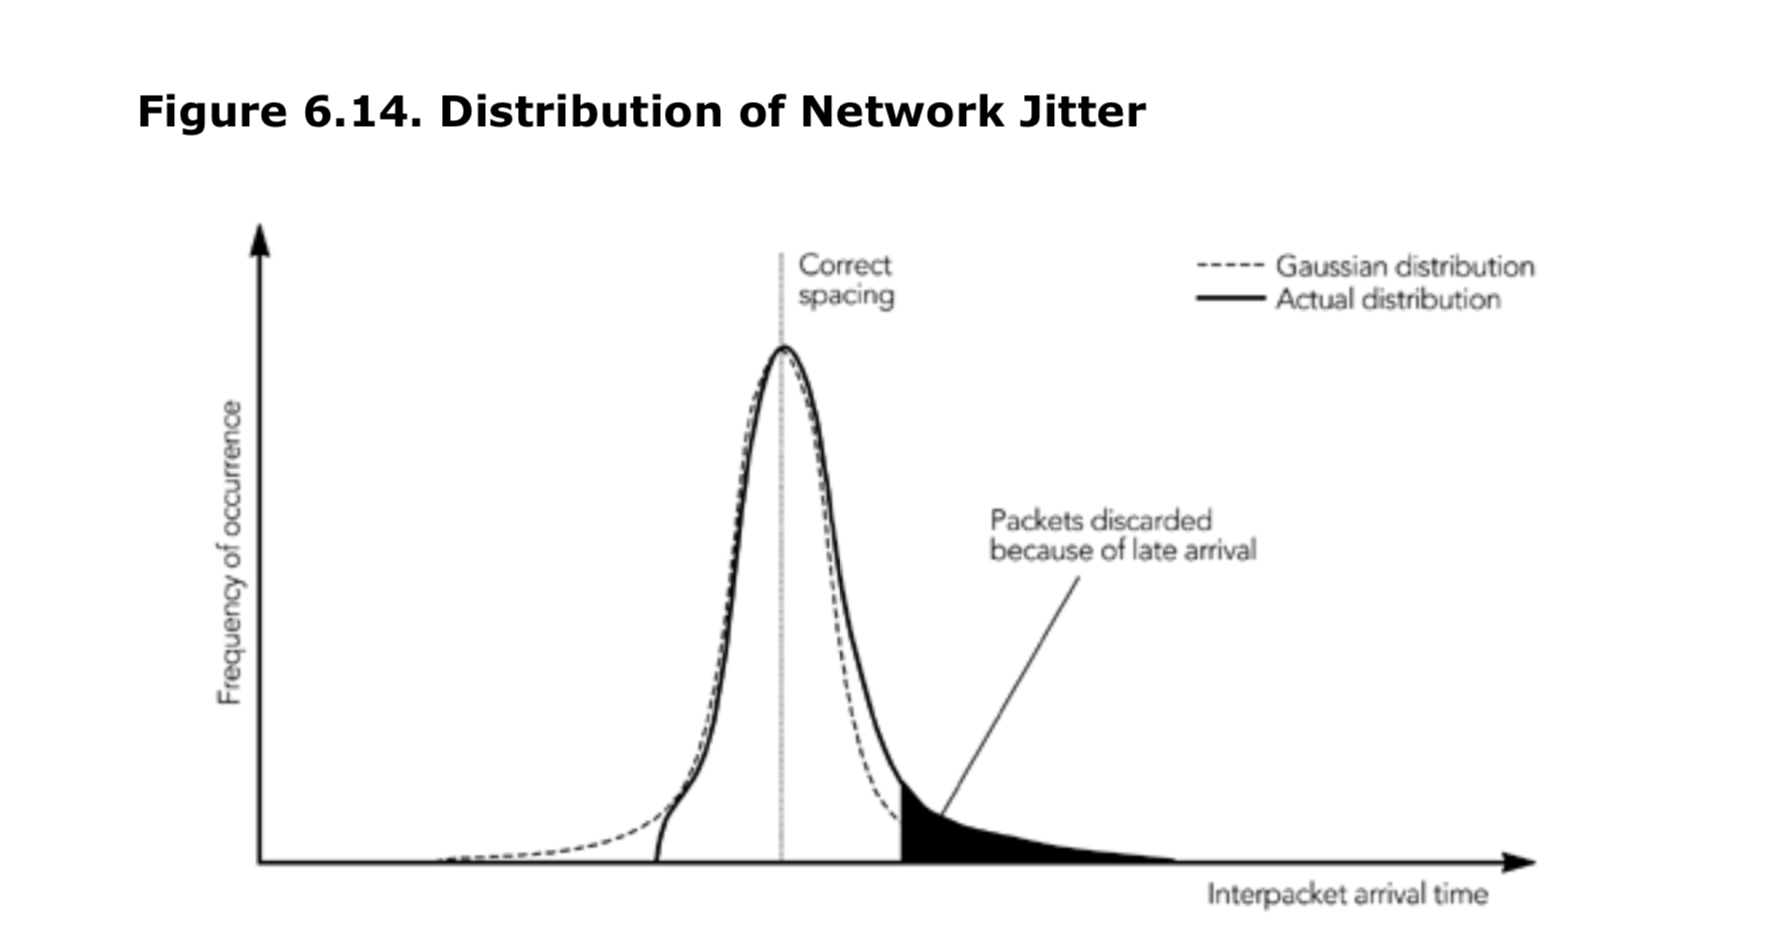 Figure 6.14. Distribution of Network Jitter
Correct
spacing
Gaussian distribution
Actual distribution
Frequency of occurrence
Packets discarded
because of late arrival
Interpacket arrival time